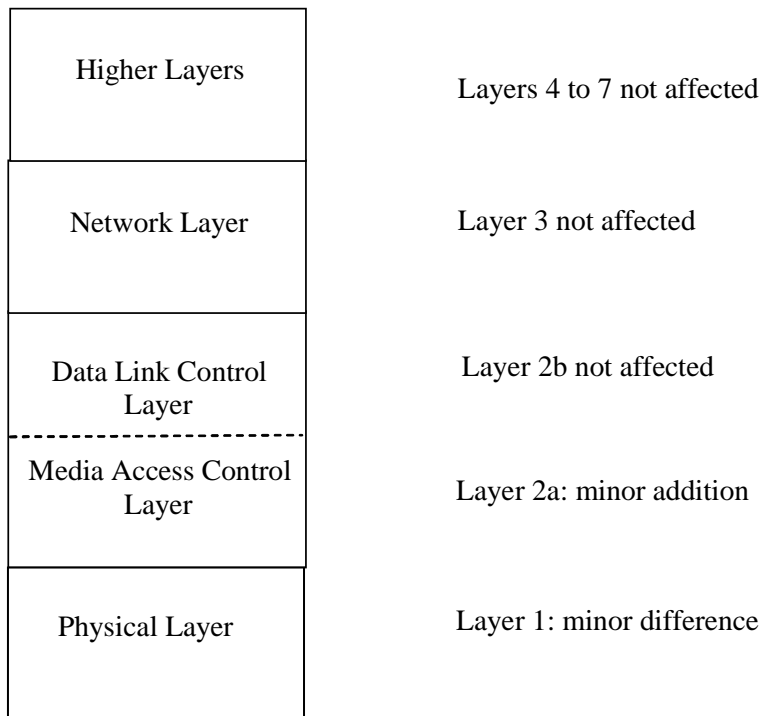 Higher Layers
Layers 4 to 7 not affected
Network Layer
Layer 3 not affected
Data Link Control
Layer
Layer 2b not affected
Media Access Control
Layer
Layer 2a: minor addition
Physical Layer
Layer 1: minor difference